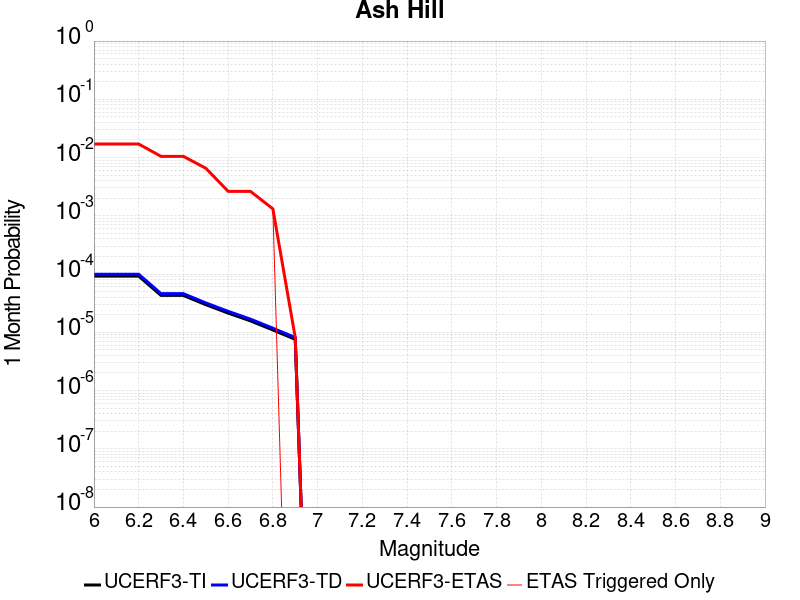 Ash Hill
10^0
10^-1
10^-2
10^-3
10^-4
10^-5
10^-6
10^-7
10^-8
1 Month Probability
6 6.2 6.4 6.6 6.8 7 7.2 7.4 7.6 7.8 8 8.2 8.4 8.6 8.8 9
Magnitude
UCERF3-TI UCERF3-TD UCERF3-ETAS ETAS Triggered Only